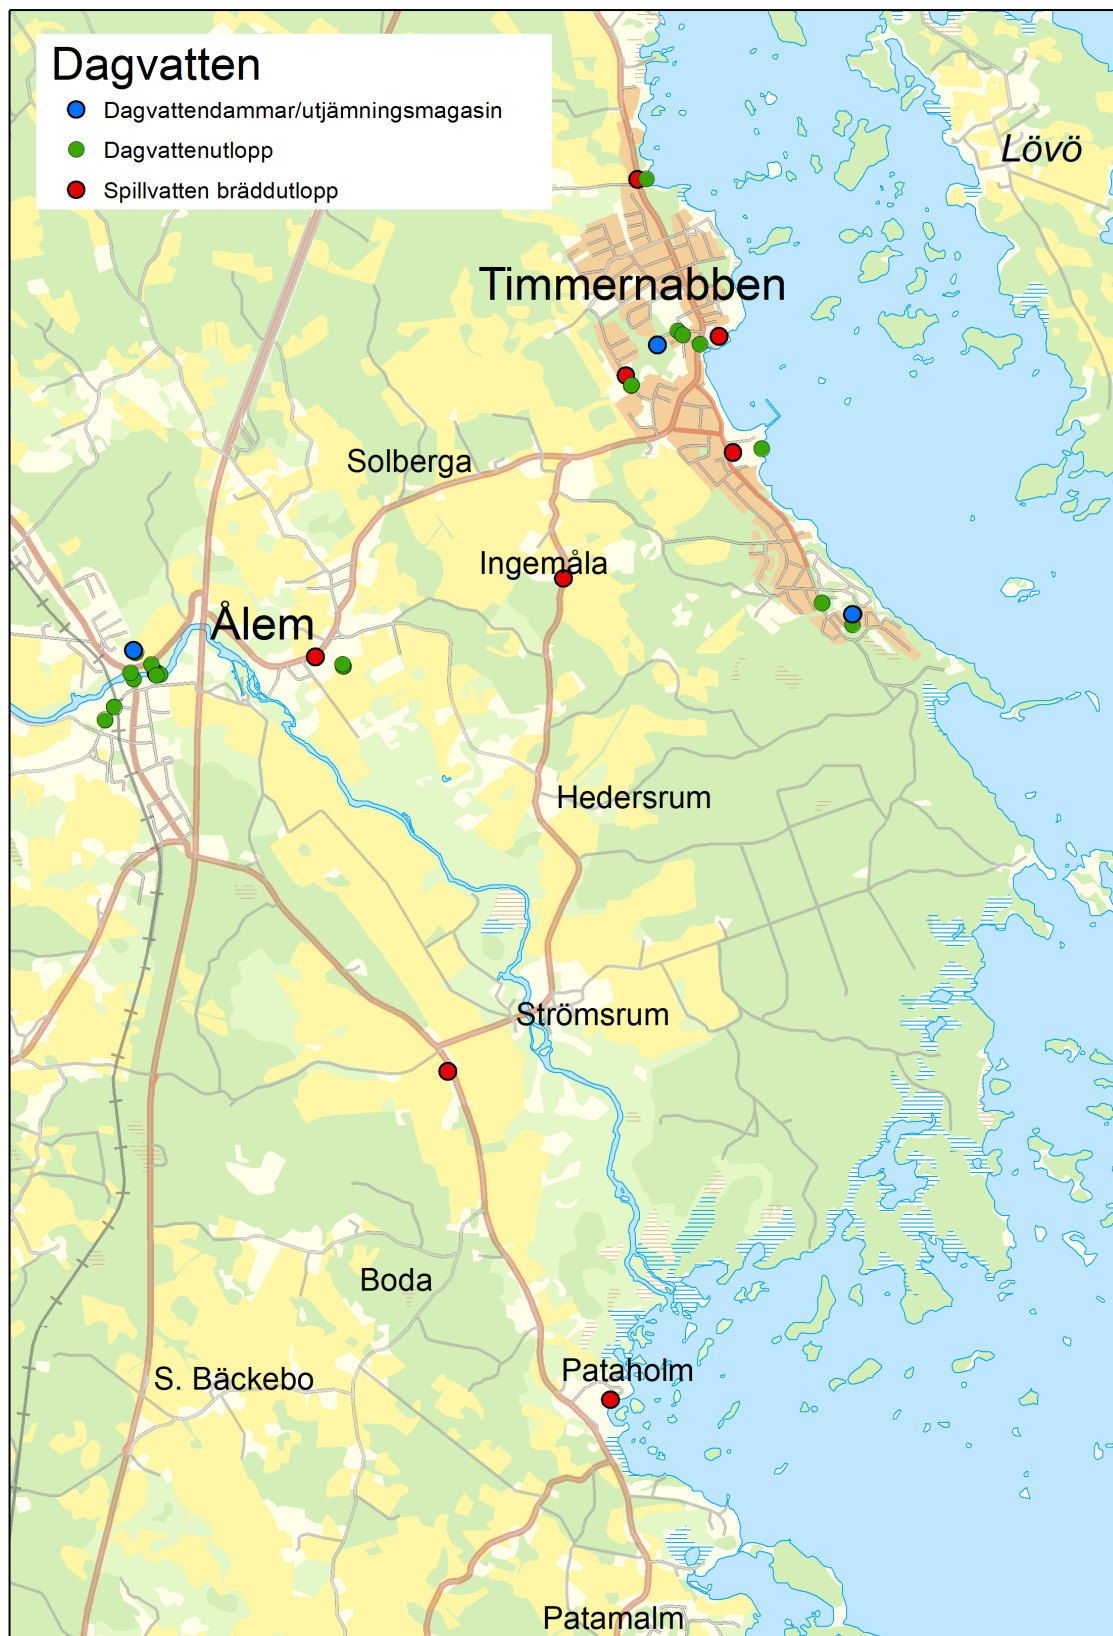 Dagvatten
Dagvattendammar/utjämningsmagasin
Dagvattenutlopp
Spillvatten bräddutlopp
Lövö
Timmernabben
Solberga
Ingemåla
Ålem
Hedersrum
Strömsrum
Boda
Pataholm
S. Bäckebo
Patamalm